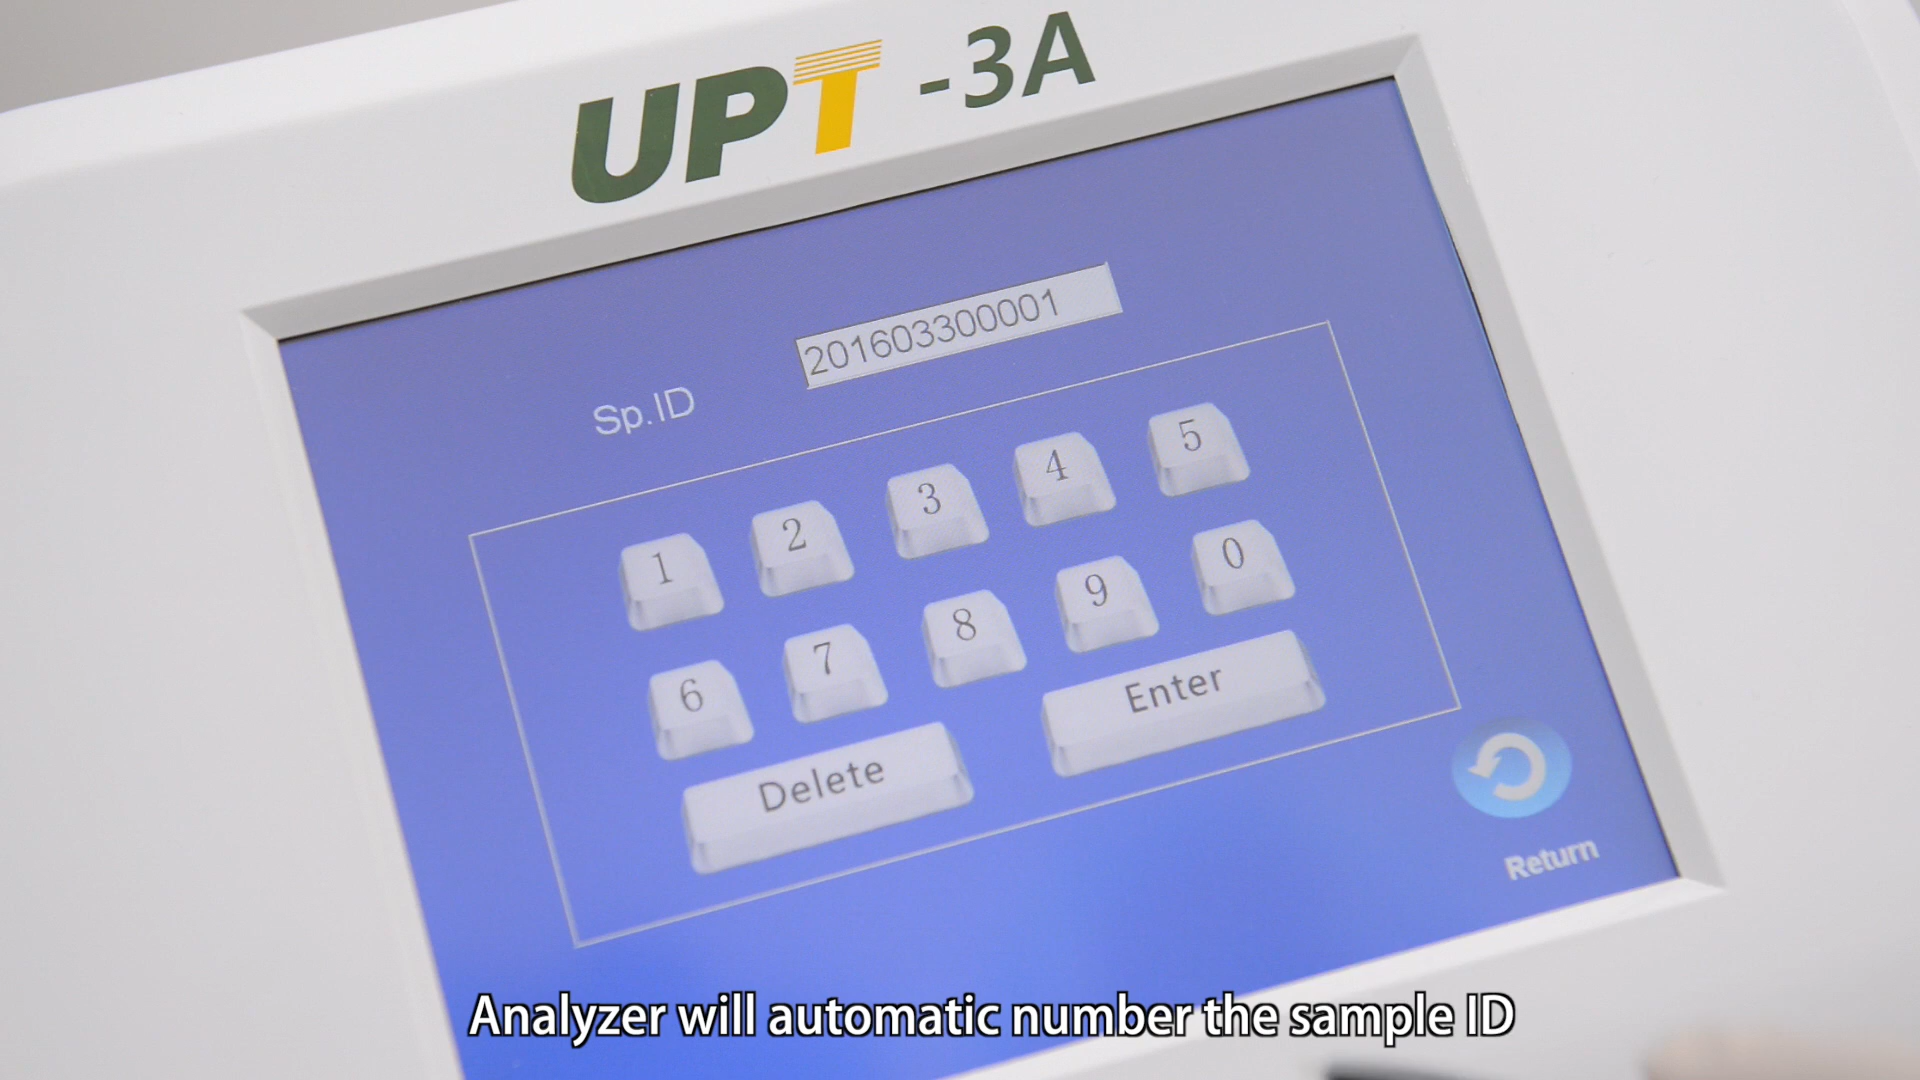 UPT -3A
Sp.ID 201603300001
1 2 3 4 5
6 7 8 9 0
Delete Enter
Return
Analyzer will automatic number the sample ID